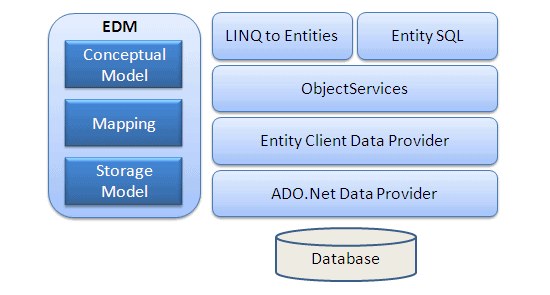 EDM
Conceptual
Model
Mapping
Storage
Model
LINQ to Entities
Entity SQL
ObjectServices
Entity Client Data Provider
ADO.Net Data Provider
Database